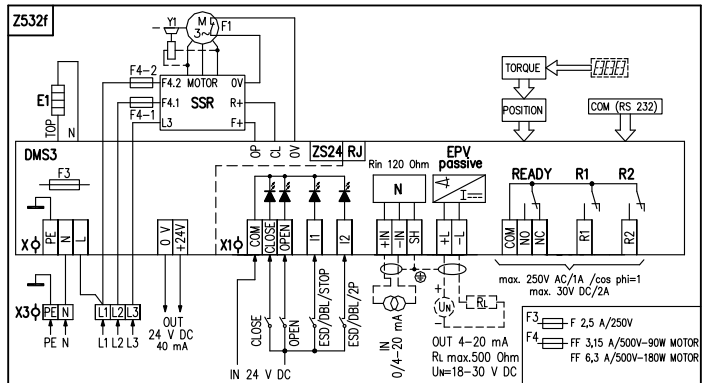 Z532f
Y1
M
3~
F1
F4-2
F4.2 MOTOR 0V
F4.1 R+
SSR
F4-1
L3 F+
E1
TOP N
OP CL 0V
TORQUE
POSITION
COM (RS 232)
DMS3
ZS24 RJ
Rin 120 Ohm
EPV
passive
F3
N
I
READY R1 R2
X PE N L
0 V +24V
X1 COM CLOSE OPEN I1 I2 +IN -IN SH +L -L
COM NO NC R1 R2
max. 250V AC/1A /cos phi=1
max. 30V DC/2A
X3 PE N L1 L2 L3
PE N L1 L2 L3
OUT
24 V DC
40 mA
CLOSE
OPEN
ESD/DBL/STOP
ESD/DBL/2P
IN 24 V DC
IN
0/4-20 mA
+
UN
-
RL
OUT 4-20 mA
RL max.500 Ohm
UN=18-30 V DC
F3 F 2,5 A/250V
F4 FF 3,15 A/500V-90W MOTOR
FF 6,3 A/500V-180W MOTOR